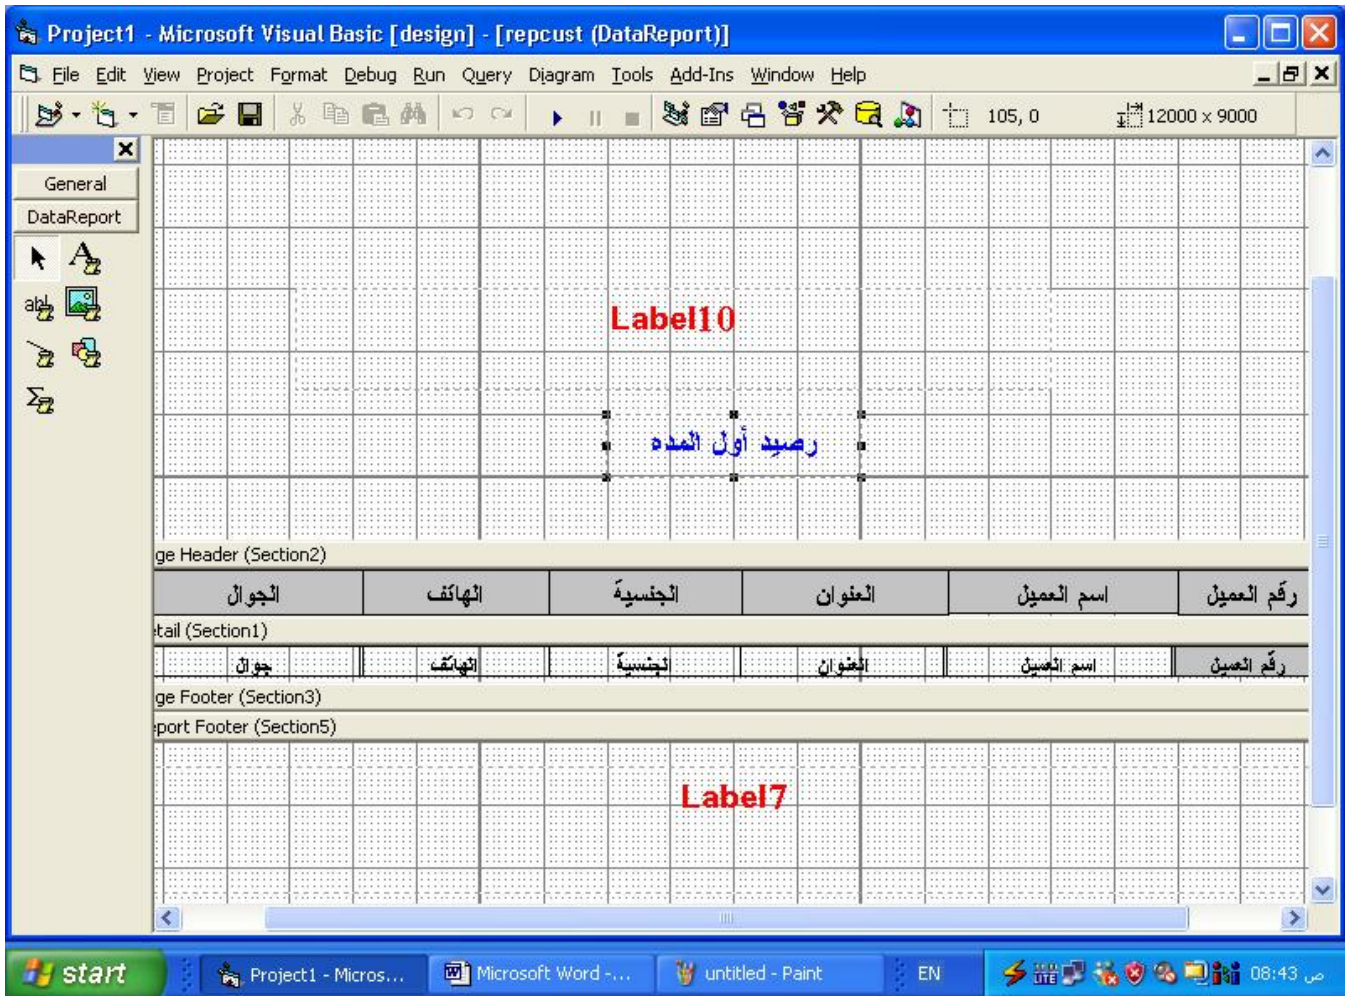 Project1 - Microsoft Visual Basic [design] - [repcust (DataReport)]
File Edit View Project Format Debug Run Query Diagram Tools Add-Ins Window Help
105, 0 12000 x 9000
General
DataReport
Label10
رصيد أول المده
ge Header (Section2)
رقم العميل اسم العميل العنوان الجنسية الهاتف الجوال
tail (Section1)
رقم العميل اسم العميل العنوان الجنسية الهاتف جوال
ge Footer (Section3)
port Footer (Section5)
Label7
start Project1 - Micros... Microsoft Word -... untitled - Paint EN 08:43 ص